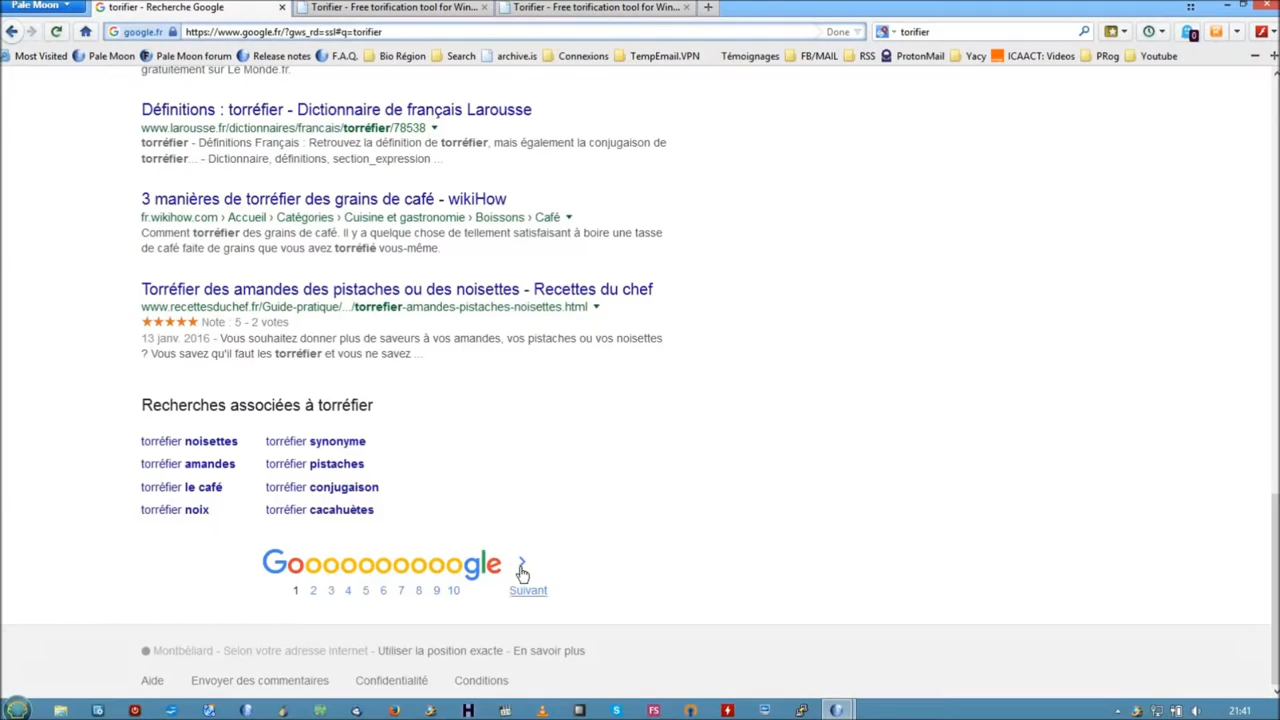 Pale Moon
torifier - Recherche Google
Torifier - Free torification tool for Win...
Torifier - Free torification tool for Win...
google.fr
https://www.google.fr/?gws_rd=ssl#q=torifier
Done
torifier
Most Visited
Pale Moon
Pale Moon forum
Release notes
F.A.Q.
Bio Région
Search
archive.is
Connexions
TempEmail.VPN
Témoignages
FB/MAIL
RSS
ProtonMail
Yacy
ICAACT: Videos
PRog
Youtube
gratuitement sur Le Monde.fr.
Définitions : torréfier - Dictionnaire de français Larousse
www.larousse.fr/dictionnaires/francais/torréfier/78538
torréfier - Définitions Français : Retrouvez la définition de torréfier, mais également la conjugaison de
torréfier... - Dictionnaire, définitions, section_expression ...
3 manières de torréfier des grains de café - wikiHow
fr.wikihow.com › Accueil › Catégories › Cuisine et gastronomie › Boissons › Café
Comment torréfier des grains de café. Il y a quelque chose de tellement satisfaisant à boire une tasse
de café faite de grains que vous avez torréfié vous-même.
Torréfier des amandes des pistaches ou des noisettes - Recettes du chef
www.recettesduchef.fr/Guide-pratique/.../torrefier-amandes-pistaches-noisettes.html
Note : 5 - 2 votes
13 janv. 2016 - Vous souhaitez donner plus de saveurs à vos amandes, vos pistaches ou vos noisettes
? Vous savez qu'il faut les torréfier et vous ne savez ...
Recherches associées à torréfier
torréfier noisettes
torréfier synonyme
torréfier amandes
torréfier pistaches
torréfier le café
torréfier conjugaison
torréfier noix
torréfier cacahuètes
Goooooooooogle
1 2 3 4 5 6 7 8 9 10 Suivant
Montbéliard - Selon votre adresse Internet - Utiliser la position exacte - En savoir plus
Aide Envoyer des commentaires Confidentialité Conditions
21:41